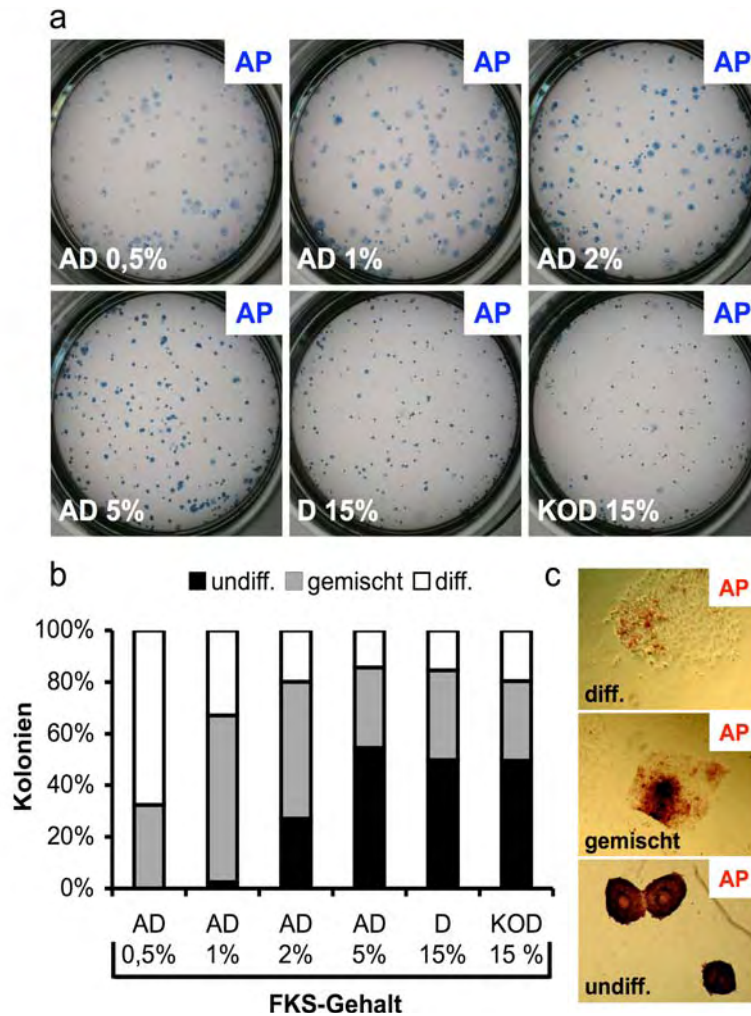 a
AP
AP
AP
AD 0,5%
AD 1%
AD 2%
AP
AP
AP
AD 5%
D 15%
KOD 15%
b
undiff. gemischt diff.
100%
80%
60%
40%
20%
0%
Kolonien
AD AD AD AD D KOD
0,5% 1% 2% 5% 15% 15 %
FKS-Gehalt
c
AP
diff.
AP
gemischt
AP
undiff.